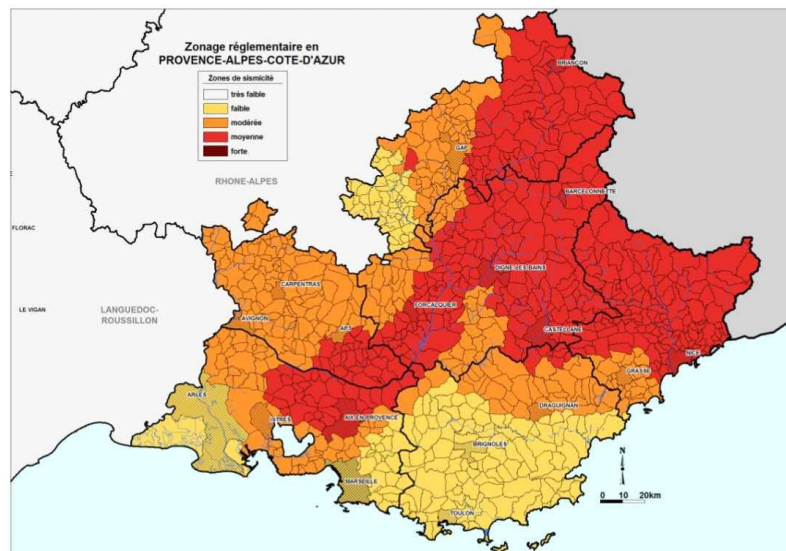 Zonage réglementaire en
PROVENCE-ALPES-COTE-D'AZUR
Zones de sismicité
très faible
faible
modérée
moyenne
forte
BRIANÇON
GAP
RHONE-ALPES
BARCELONNETTE
FLORAC
DIGNE-LES-BAINS
CARPENTRAS
FORCALQUIER
LE VIGAN
LANGUEDOC-
ROUSSILLON
AVIGNON
APT
CASTELLANE
NICE
GRASSE
ARLES
DRAGUIGNAN
ISTRES
AIX-EN-PROVENCE
BRIGNOLES
MARSEILLE
TOULON
N
0 10 20km